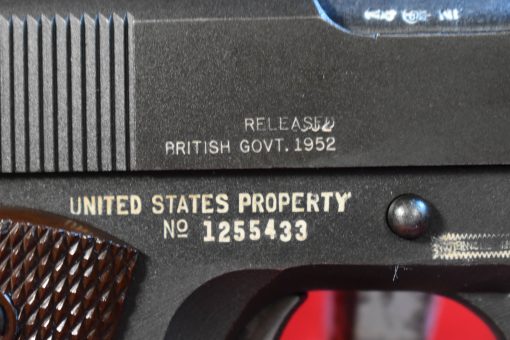 RELEASED
BRITISH GOVT. 1952
UNITED STATES PROPERTY
No 1255433